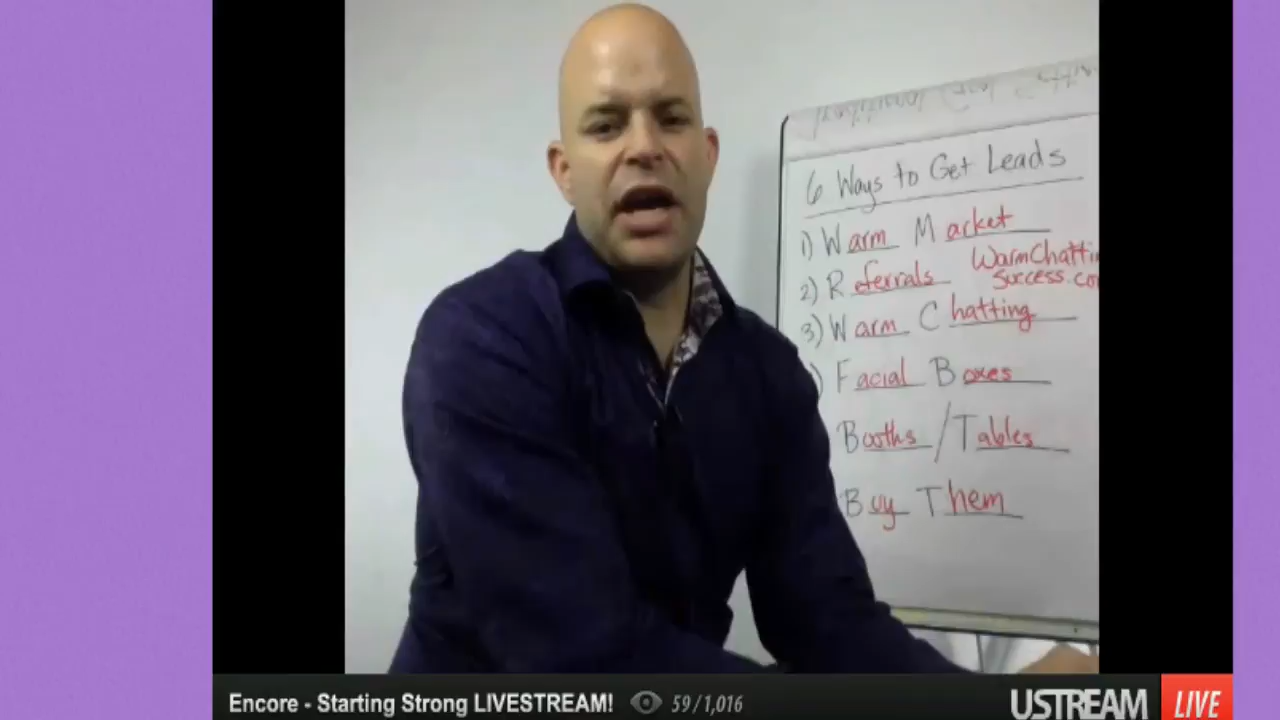 6 Ways to Get Leads
1) Warm Market
2) Referrals
WarmChatti
success.co
3) Warm Chatting
) Facial Boxes
Booths / Tables
Buy Them
Encore - Starting Strong LIVESTREAM! 59/1,016
USTREAM LIVE